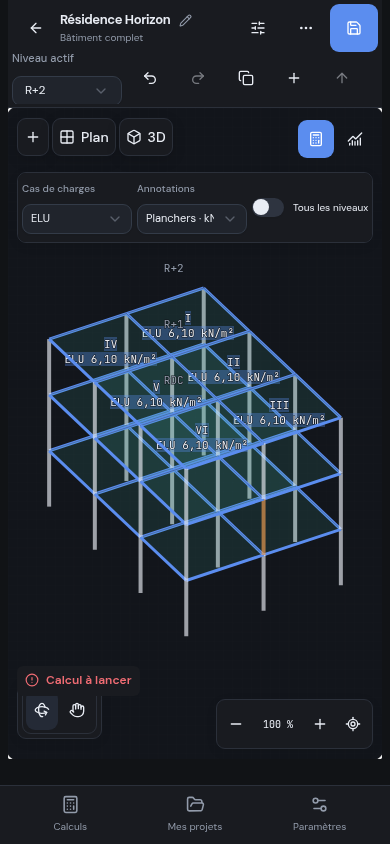 Résidence Horizon
Bâtiment complet
Niveau actif
R+2
Plan
3D
Cas de charges
Annotations
ELU
Planchers · kN
Tous les niveaux
R+2
R+1
I
ELU 6,10 kN/m²
IV
ELU 6,10 kN/m²
II
ELU 6,10 kN/m²
RDC
V
ELU 6,10 kN/m²
III
ELU 6,10 kN/m²
VI
ELU 6,10 kN/m²
Calcul à lancer
100 %
Calculs
Mes projets
Paramètres